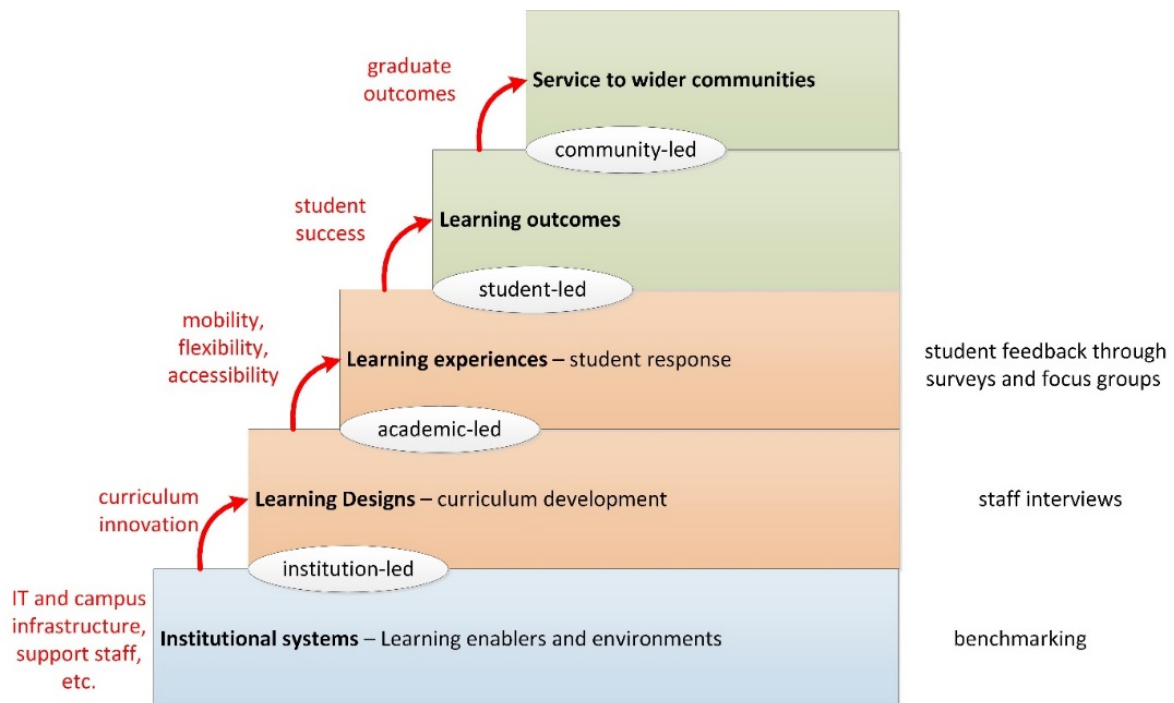 graduate
outcomes
Service to wider communities
community-led
student
success
Learning outcomes
student-led
mobility,
flexibility,
accessibility
Learning experiences – student response
student feedback through
surveys and focus groups
academic-led
curriculum
innovation
Learning Designs – curriculum development
staff interviews
institution-led
IT and campus
infrastructure,
support staff,
etc.
Institutional systems – Learning enablers and environments
benchmarking